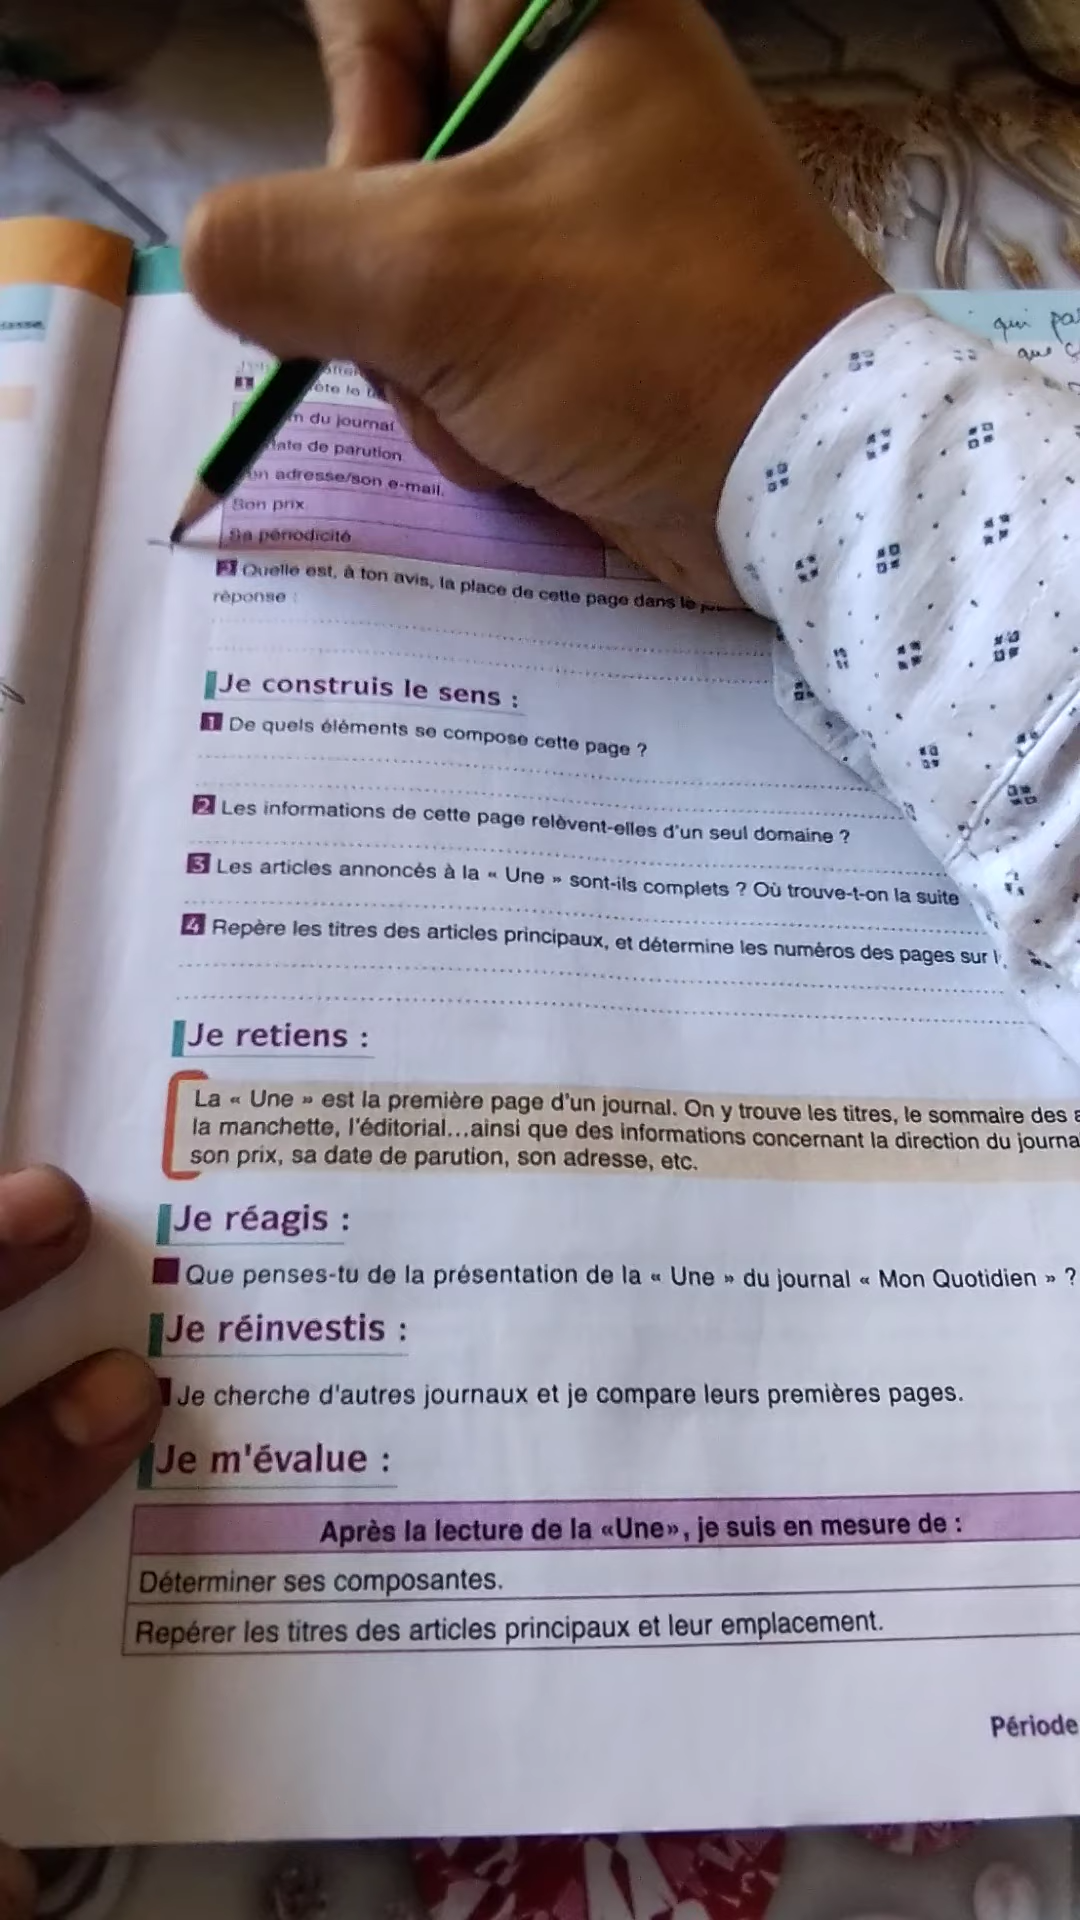 qui
que
du journal
date de parution
adresse/son e-mail.
Son prix
Sa périodicité
3 Quelle est, à ton avis, la place de cette page dans le
réponse :
Je construis le sens :
1 De quels éléments se compose cette page ?
2 Les informations de cette page relèvent-elles d'un seul domaine ?
3 Les articles annoncés à la « Une » sont-ils complets ? Où trouve-t-on la suite
4 Repère les titres des articles principaux, et détermine les numéros des pages sur l
Je retiens :
La « Une » est la première page d'un journal. On y trouve les titres, le sommaire des
la manchette, l'éditorial...ainsi que des informations concernant la direction du journa
son prix, sa date de parution, son adresse, etc.
Je réagis :
Que penses-tu de la présentation de la « Une » du journal « Mon Quotidien » ?
Je réinvestis :
Je cherche d'autres journaux et je compare leurs premières pages.
Je m'évalue :
Après la lecture de la «Une», je suis en mesure de :
Déterminer ses composantes.
Repérer les titres des articles principaux et leur emplacement.
Période